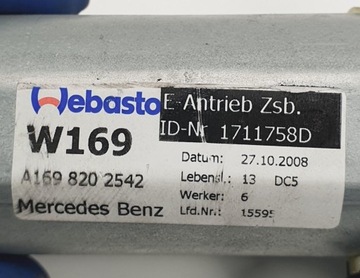 Webasto
E-Antrieb Zsb.
W169
ID-Nr 1711758D
A169 820 2542
Mercedes Benz
Datum: 27.10.2008
Lebensl.: 13 DC5
Werker: 6
Lfd.Nr.: 15595